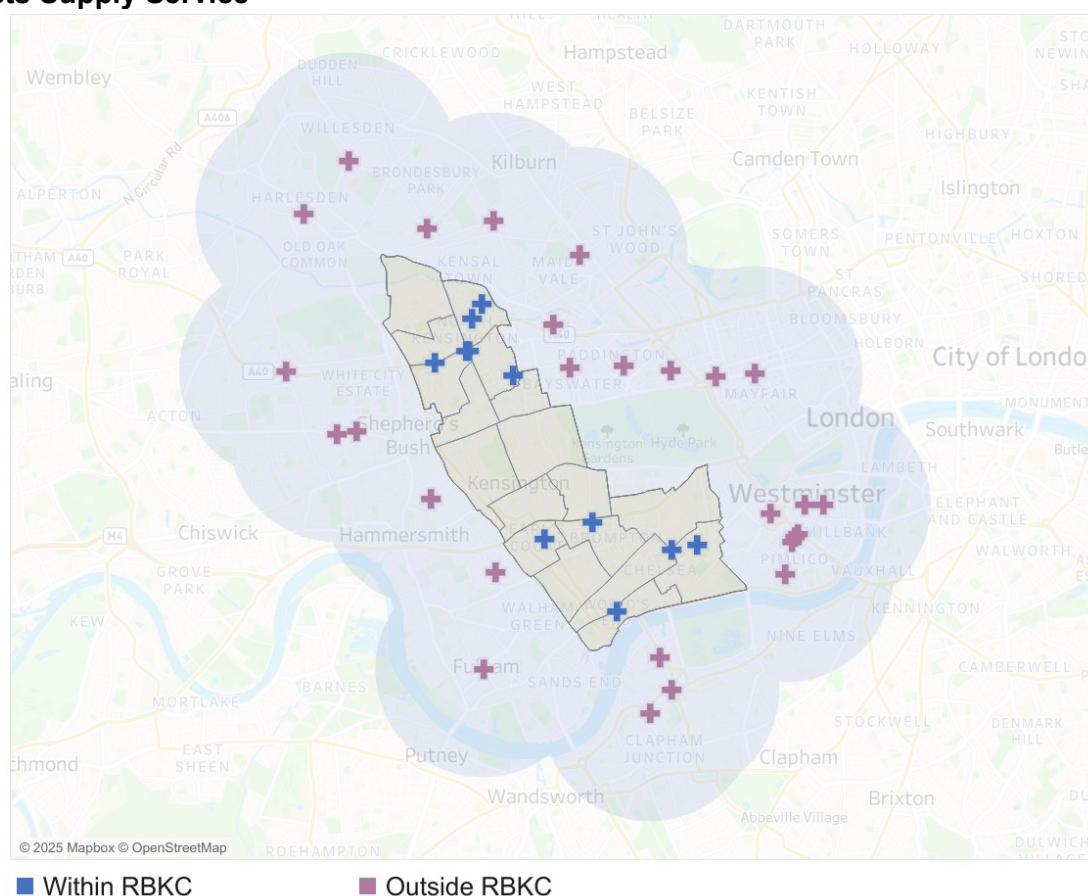 Supply Service
DARTMOUTH
PARK
HOLLOWAY
CRICKLEWOOD
Hampstead
Wembley
DUDDEN
HILL
WEST
HAMPSTEAD
KENTISH
TOWN
BELSIZE
PARK
A406
WILLESDEN
HIGHBURY
Kilburn
Camden Town
N Circular Rd
BRONDESBURY
PARK
Islington
ALPERTON
HARLESDEN
ST JOHN'S
WOOD
SOMERS
TOWN
PENTONVILLE
HOXTON
OLD OAK
COMMON
A40
PARK
ROYAL
KENSAL
TOWN
MAID
VALE
ST
PANCRAS
BLOOMSBURY
NORTH
KENSINGTON
A40
HOLBORN
PADDINGTON
City of Londo
A40
WHITE CITY
ESTATE
BAYSWATER
MAYFAIR
ACTON
MONUMENT
London
Shepherd's
Bush
Southwark
Kensington
Gardens
Hyde Park
LAMBETH
Kensington
Westminster
ELEPHANT
AND CASTLE
M4
Chiswick
Hammersmith
BROMPTON
MILLBANK
PIMLICO
WALWORTH
GROVE
PARK
CHELSEA
VAUXHALL
WALHAM
GREEN
WORLD'S
KENNINGTON
KEW
NINE ELMS
Fulham
SANDS END
CAMBERWELL
BARNES
MORTLAKE
STOCKWELL
DENMARK
HILL
EAST
SHEEN
Putney
CLAPHAM
JUNCTION
Clapham
Wandsworth
Brixton
Abbeville Village
© 2025 Mapbox © OpenStreetMap
ROEHAMPTON
DULWICH
VILLAGE
Within RBKC
Outside RBKC